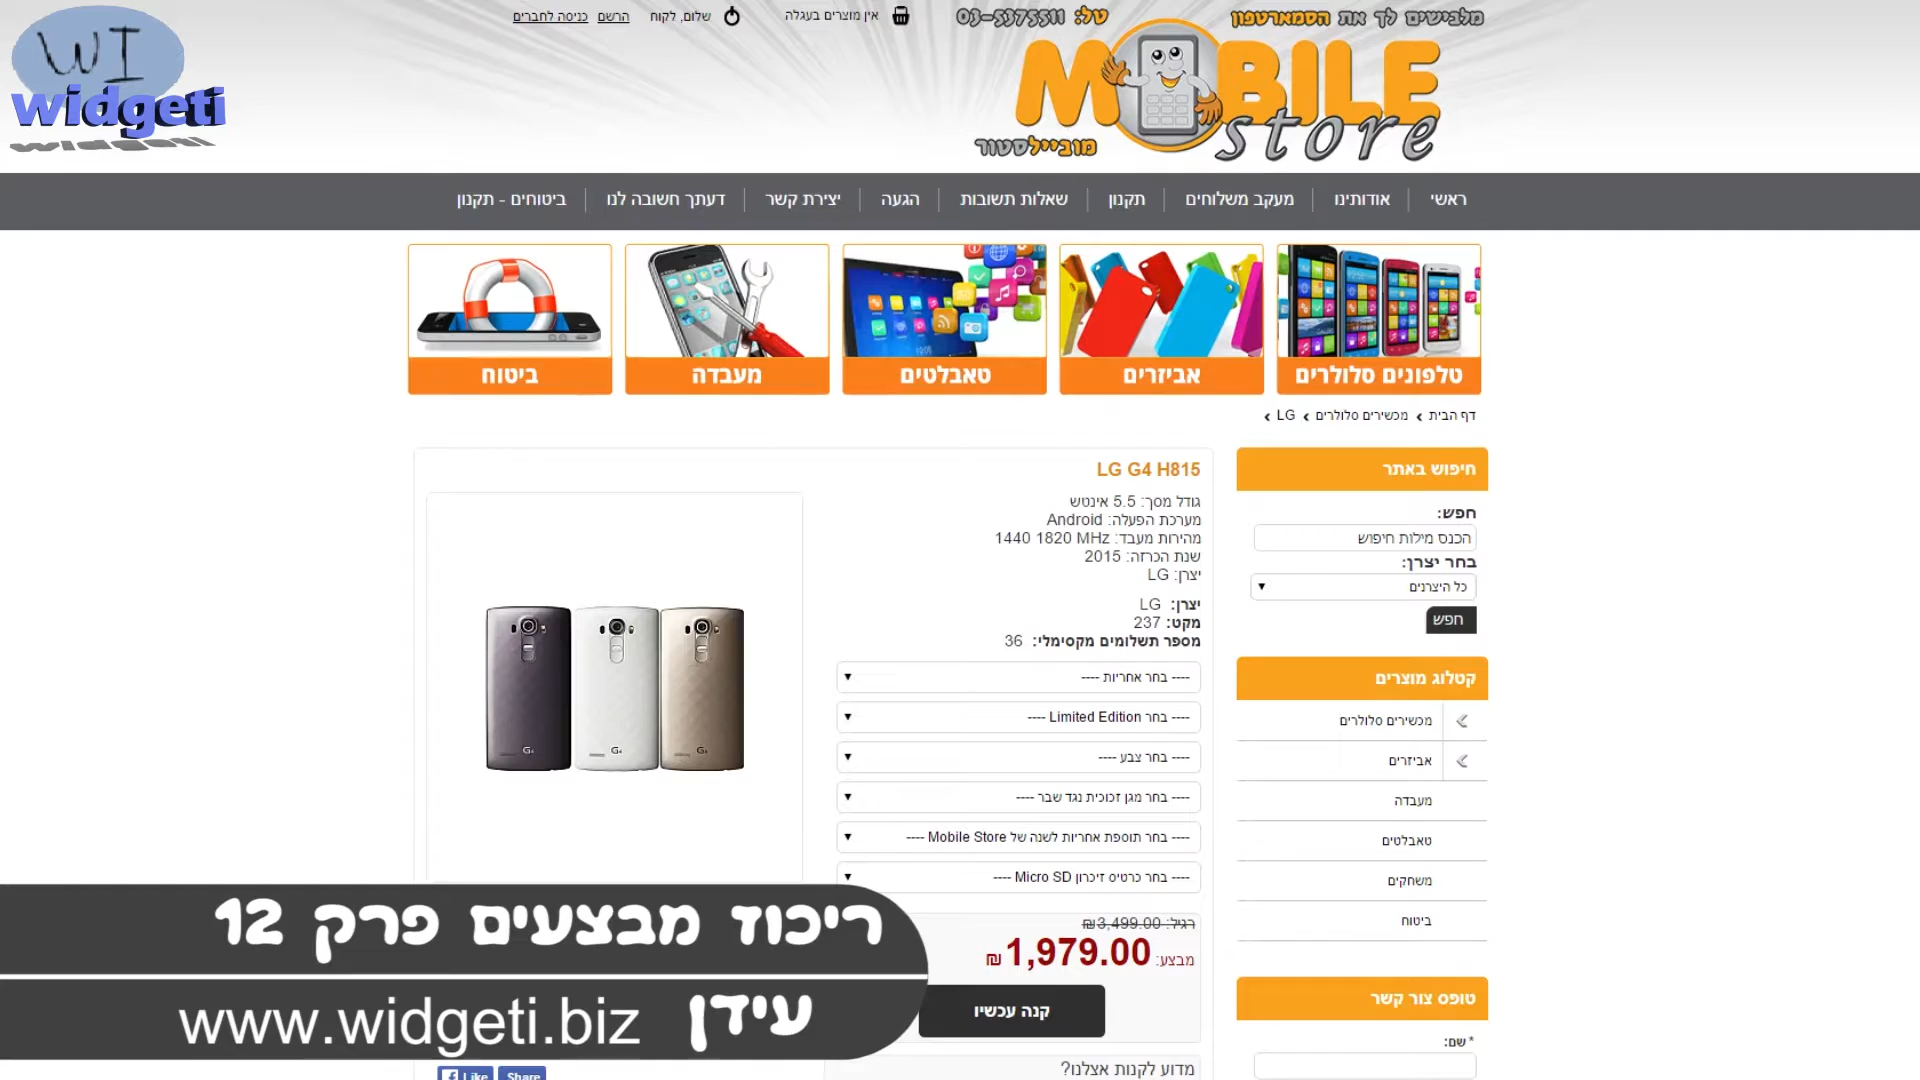 WI
widgeti
כניסה לחברים
הרשם
שלום, לקוח
אין מוצרים בעגלה
טל: 03-5375511
מלבישים לך את הסמארטפון
MOBILE
store
מובייל סטור
ראשי
אודותינו
מעקב משלוחים
תקנון
שאלות תשובות
הגעה
יצירת קשר
דעתך חשובה לנו
ביטוחים - תקנון
טלפונים סלולרים
אביזרים
טאבלטים
מעבדה
ביטוח
דף הבית › מכשירים סלולרים › LG ›
LG G4 H815
גודל מסך: 5.5 אינטש
מערכת הפעלה: Android
מהירות מעבד: 1440 1820 MHz
שנת הכרזה: 2015
יצרן: LG
יצרן: LG
מקט: 237
מספר תשלומים מקסימלי: 36
---- בחר אחריות ----
---- בחר Limited Edition ----
---- בחר צבע ----
---- בחר מגן זכוכית נגד שבר ----
---- בחר תוספת אחריות לשנה של Mobile Store ----
---- בחר כרטיס זיכרון Micro SD ----
רגיל: 3,499.00₪
מבצע: 1,979.00 ₪
קנה עכשיו
מדוע לקנות אצלנו?
Like
Share
חיפוש באתר
חפש:
הכנס מילות חיפוש
בחר יצרן:
כל היצרנים
חפש
קטלוג מוצרים
מכשירים סלולרים
אביזרים
מעבדה
טאבלטים
משחקים
ביטוח
טופס צור קשר
* שם:
ריכוז מבצעים פרק 12
עידן www.widgeti.biz